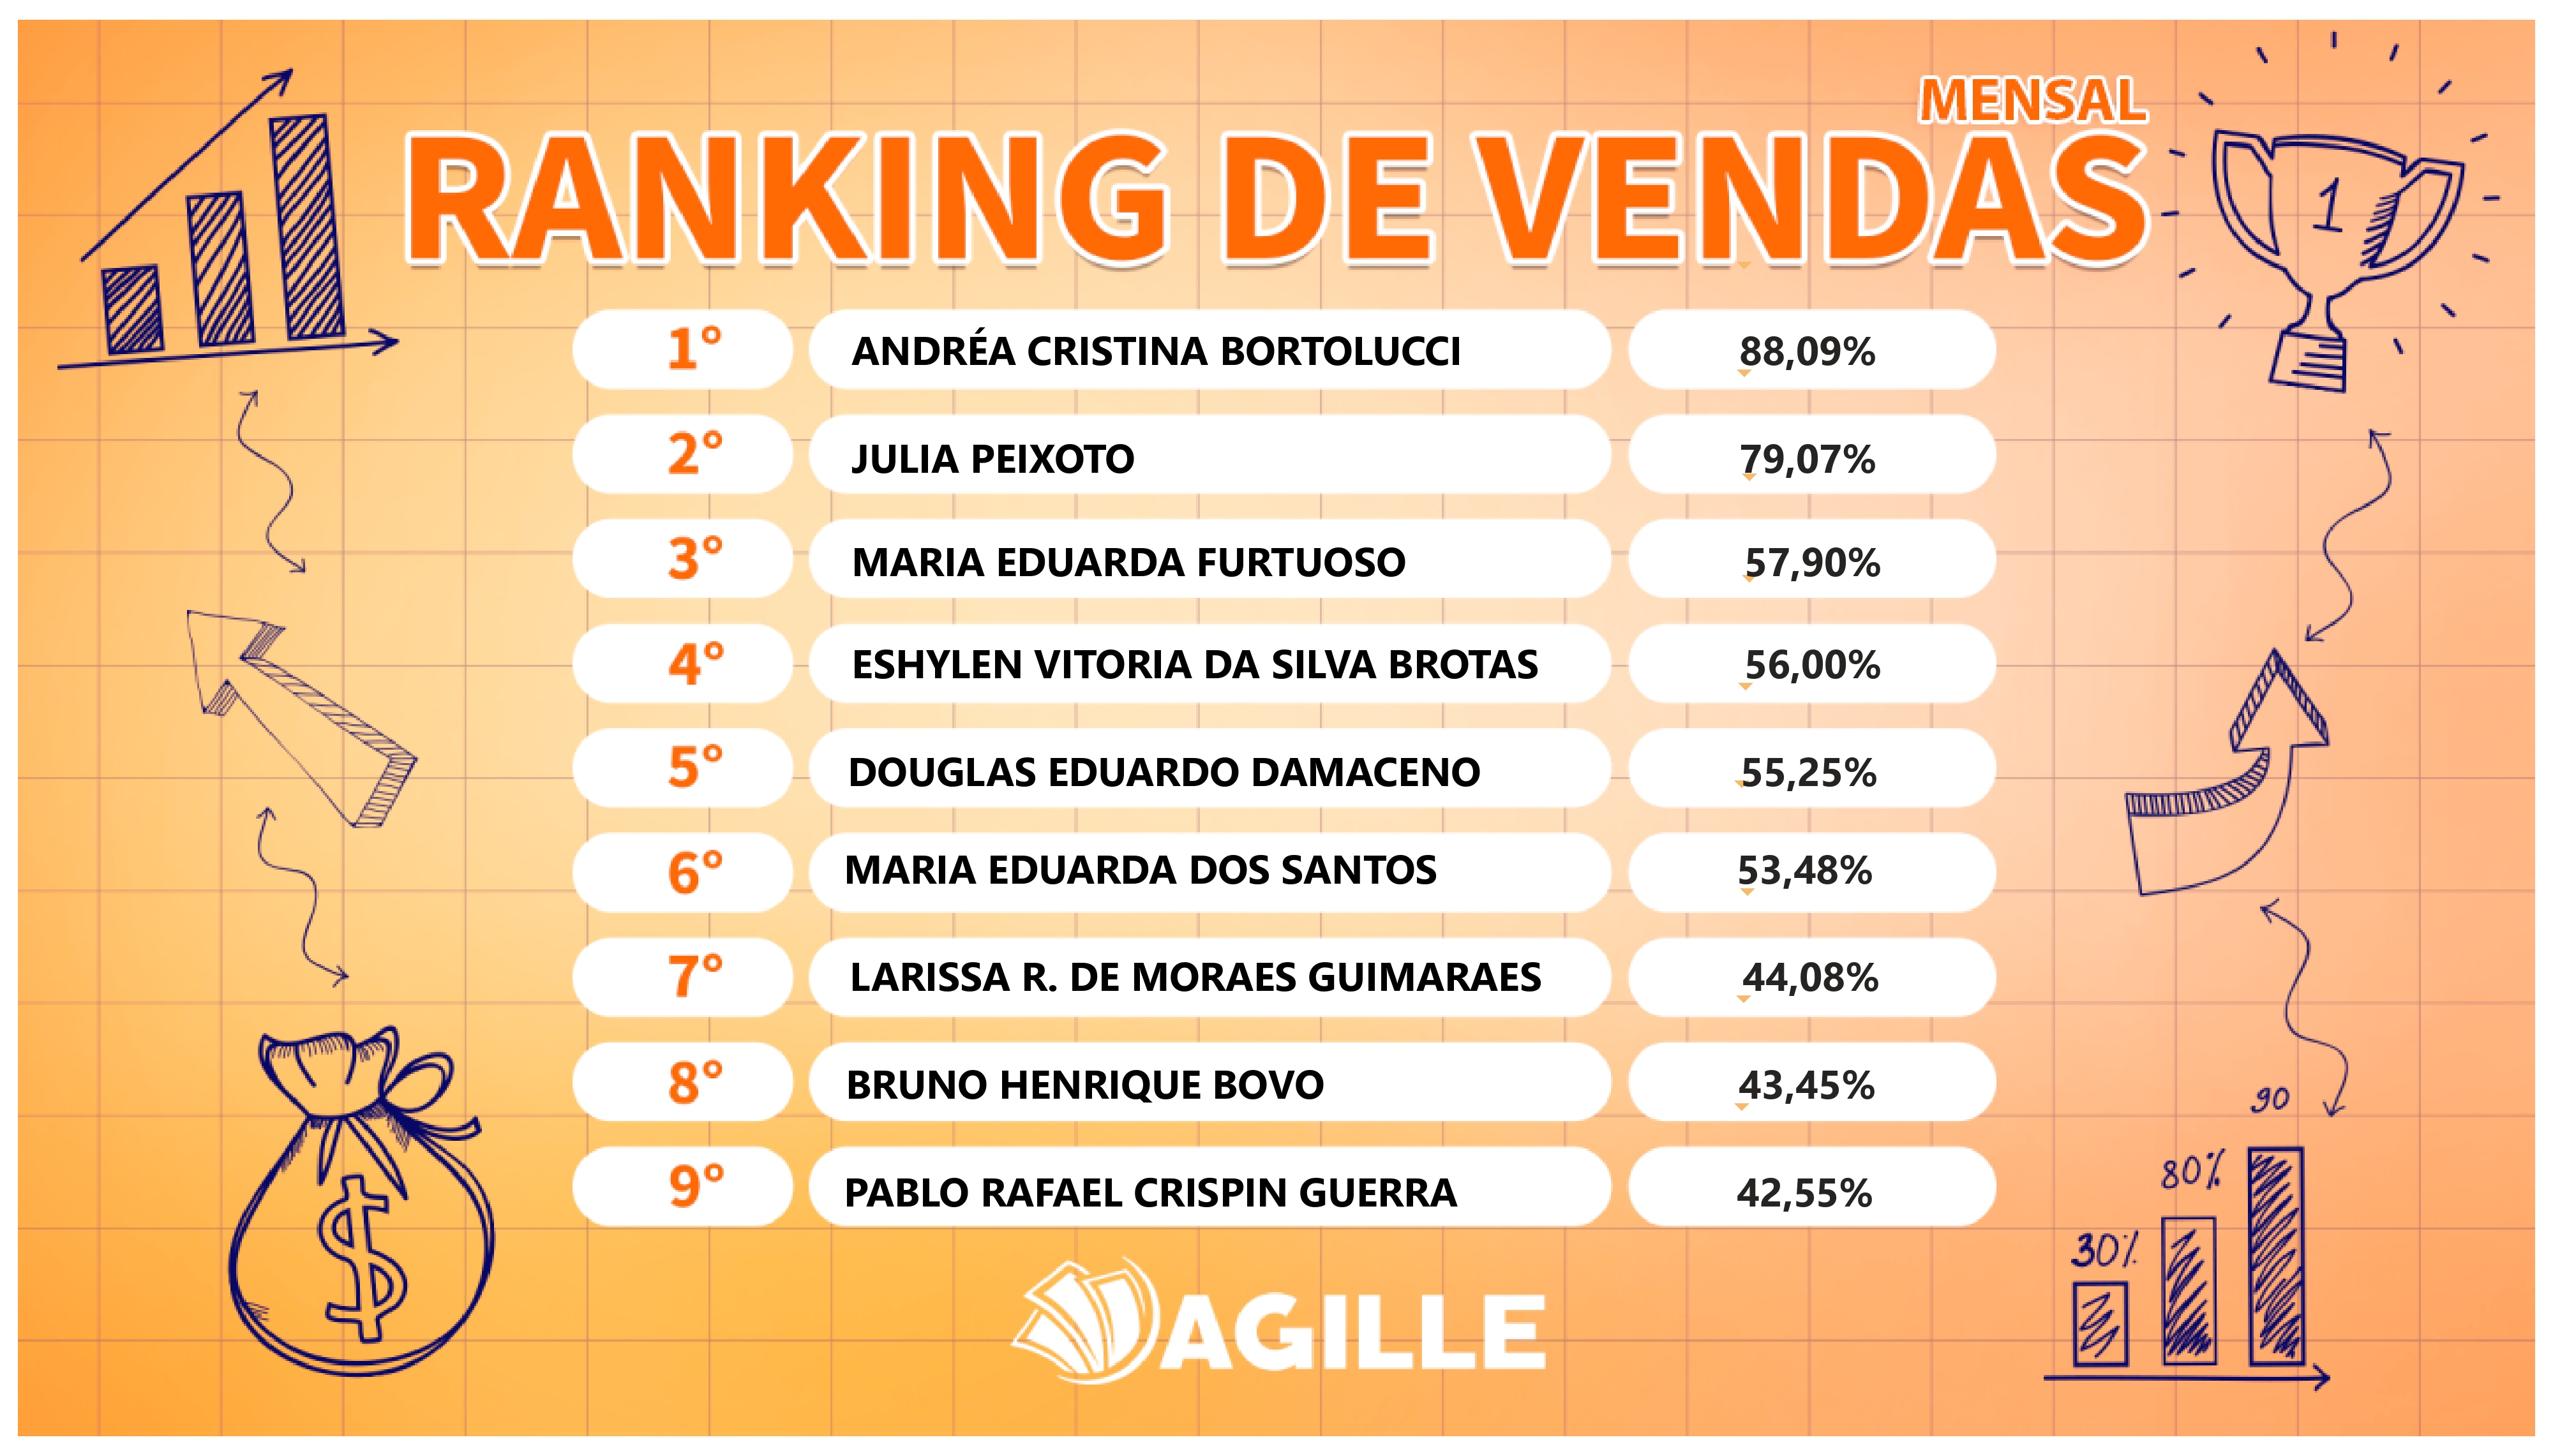 MENSAL
RANKING DE VENDAS
1° ANDRÉA CRISTINA BORTOLUCCI 88,09%
2° JULIA PEIXOTO 79,07%
3° MARIA EDUARDA FURTUOSO 57,90%
4° ESHYLEN VITORIA DA SILVA BROTAS 56,00%
5° DOUGLAS EDUARDO DAMACENO 55,25%
6° MARIA EDUARDA DOS SANTOS 53,48%
7° LARISSA R. DE MORAES GUIMARAES 44,08%
8° BRUNO HENRIQUE BOVO 43,45%
9° PABLO RAFAEL CRISPIN GUERRA 42,55%
AGILLE
1
$
30%
80%
90